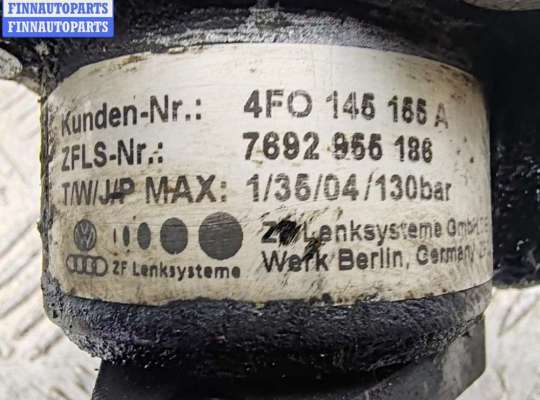 FINNAUTOPARTS
FINNAUTOPARTS
Kunden-Nr.: 4FO 145 155 A
ZFLS-Nr.: 7692 955 186
T/W/J/P MAX: 1/35/04/130bar
ZF Lenksysteme GmbH
ZF Lenksysteme
Werk Berlin, Germany